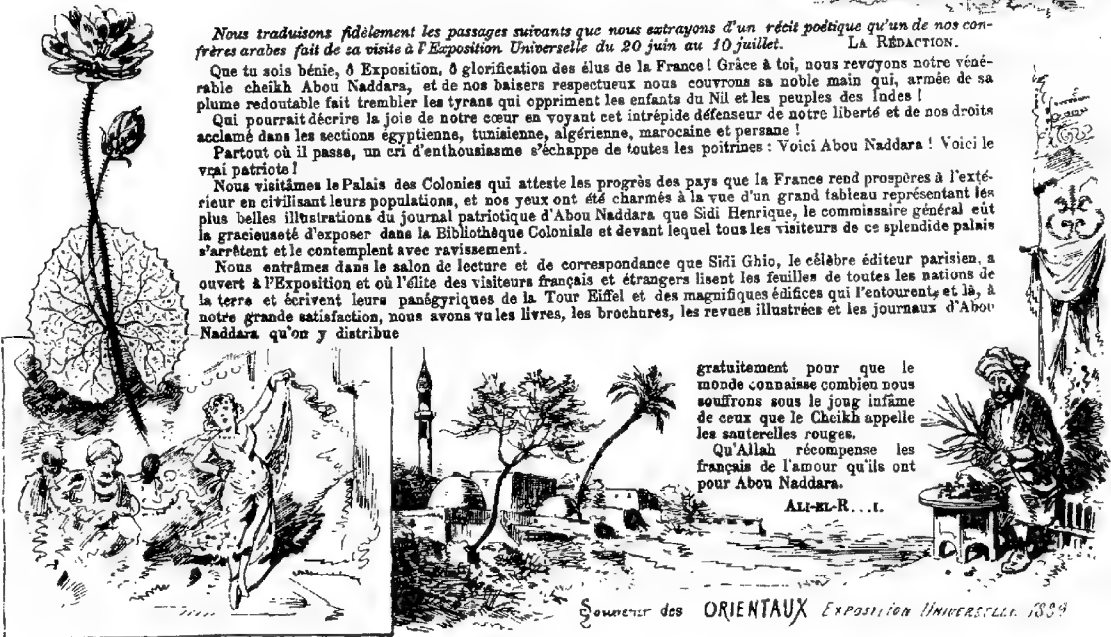 Nous traduisons fidèlement les passages suivants que nous extrayons d'un récit poétique qu'un de nos con-
frères arabes fait de sa visite à l'Exposition Universelle du 20 juin au 10 juillet. LA RÉDACTION.
Que tu sois bénie, ô Exposition, ô glorification des élus de la France ! Grâce à toi, nous revoyons notre véné-
rable cheikh Abou Naddara, et de nos baisers respectueux nous couvrons sa noble main qui, armée de sa
plume redoutable fait trembler les tyrans qui oppriment les enfants du Nil et les peuples des Indes !
Qui pourrait décrire la joie de notre cœur en voyant cet intrépide défenseur de notre liberté et de nos droits
acclamé dans les sections égyptienne, tunisienne, algérienne, marocaine et persane !
Partout où il passe, un cri d'enthousiasme s'échappe de toutes les poitrines : Voici Abou Naddara ! Voici le
vrai patriote !
Nous visitâmes le Palais des Colonies qui atteste les progrès des pays que la France rend prospères à l'exté-
rieur en civilisant leurs populations, et nos yeux ont été charmés à la vue d'un grand tableau représentant les
plus belles illustrations du journal patriotique d'Abou Naddara que Sidi Henrique, le commissaire général eût
la gracieuseté d'exposer dans la Bibliothèque Coloniale et devant lequel tous les visiteurs de ce splendide palais
s'arrêtent et le contemplent avec ravissement.
Nous entrâmes dans le salon de lecture et de correspondance que Sidi Ghio, le célèbre éditeur parisien, a
ouvert à l'Exposition et où l'élite des visiteurs français et étrangers lisent les feuilles de toutes les nations de
la terre et écrivent leurs panégyriques de la Tour Eiffel et des magnifiques édifices qui l'entourent, et là, à
notre grande satisfaction, nous avons vu les livres, les brochures, les revues illustrées et les journaux d'Abou
Naddara qu'on y distribue
gratuitement pour que le
monde connaisse combien nous
souffrons sous le joug infâme
de ceux que le Cheikh appelle
les sauterelles rouges.
Qu'Allah récompense les
français de l'amour qu'ils ont
pour Abou Naddara.
ALI-EL-R...I.
Souvenir des ORIENTAUX EXPOSITION UNIVERSELLE 1889